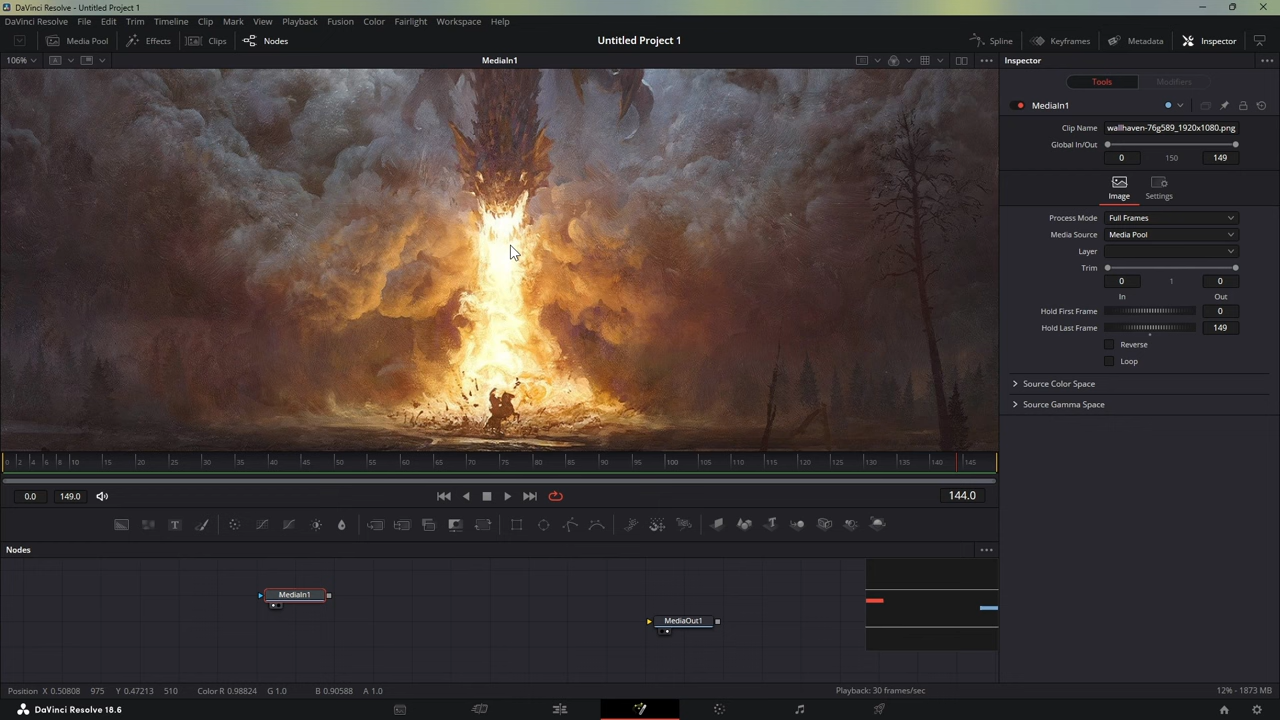 DaVinci Resolve - Untitled Project 1
DaVinci Resolve File Edit Trim Timeline Clip Mark View Playback Fusion Color Fairlight Workspace Help
Media Pool Effects Clips Nodes Untitled Project 1 Spline Keyframes Metadata Inspector
106% MediaIn1 Inspector
Tools Modifiers
MediaIn1
Clip Name wallhaven-76g589_1920x1080.png
Global In/Out
0 150 149
Image Settings
Process Mode Full Frames
Media Source Media Pool
Layer
Trim
0 1 0
In Out
Hold First Frame 0
Hold Last Frame 149
Reverse
Loop
Source Color Space
Source Gamma Space
0 2 4 6 8 10 15 20 25 30 35 40 45 50 55 60 65 70 75 80 85 90 95 100 105 110 115 120 125 130 135 140 145
0.0 149.0 144.0
Nodes
MediaIn1
MediaOut1
Position X 0.50808 975 Y 0.47213 510 Color R 0.98824 G 1.0 B 0.90588 A 1.0 Playback: 30 frames/sec 12% - 1873 MB
DaVinci Resolve 18.6